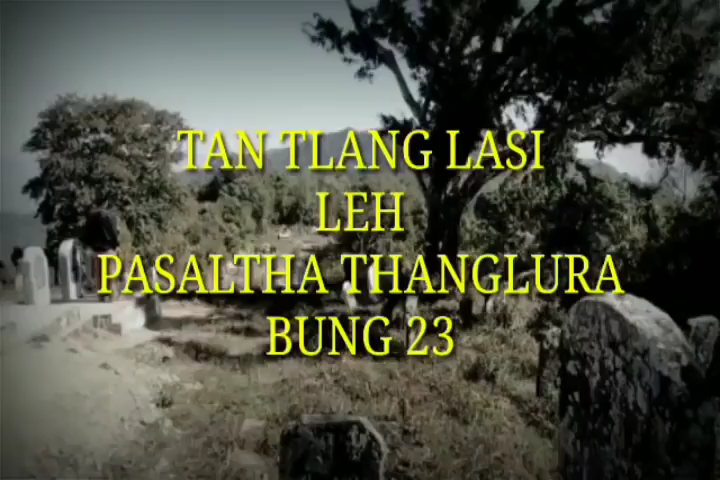 TAN TLANG LASI
LEH
PASALTHA THANGLURA
BUNG 23